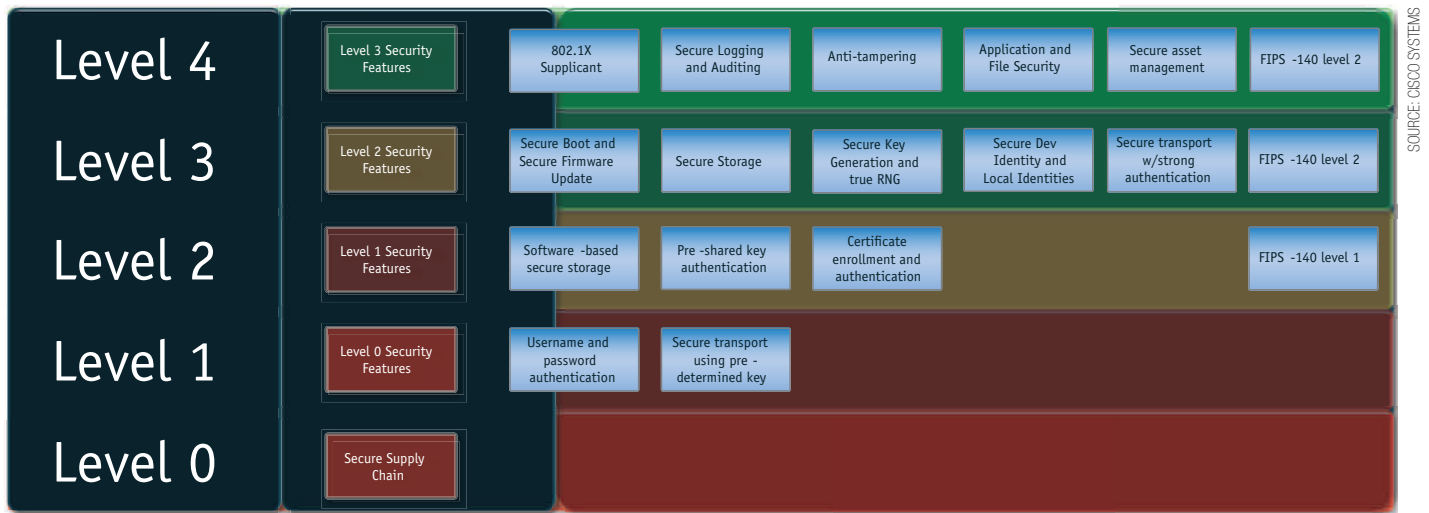 Level 4
Level 3 Security
Features
802.1X
Supplicant
Secure Logging
and Auditing
Anti-tampering
Application and
File Security
Secure asset
management
FIPS -140 level 2
Level 3
Level 2 Security
Features
Secure Boot and
Secure Firmware
Update
Secure Storage
Secure Key
Generation and
true RNG
Secure Dev
Identity and
Local Identities
Secure transport
w/strong
authentication
FIPS -140 level 2
Level 2
Level 1 Security
Features
Software -based
secure storage
Pre -shared key
authentication
Certificate
enrollment and
authentication
FIPS -140 level 1
Level 1
Level 0 Security
Features
Username and
password
authentication
Secure transport
using pre -
determined key
Level 0
Secure Supply
Chain
SOURCE: CISCO SYSTEMS